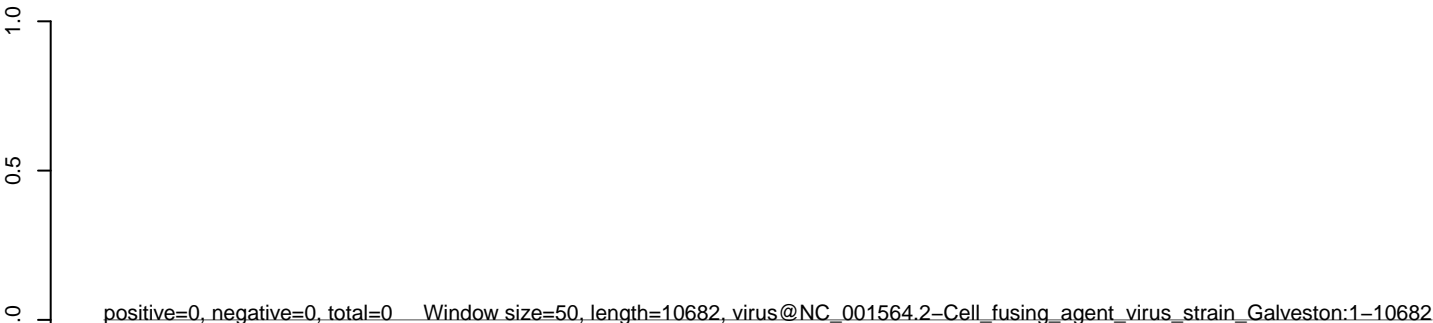 1.0
0.5
.0
positive=0, negative=0, total=0 Window size=50, length=10682, virus@NC_001564.2−Cell_fusing_agent_virus_strain_Galveston:1−10682